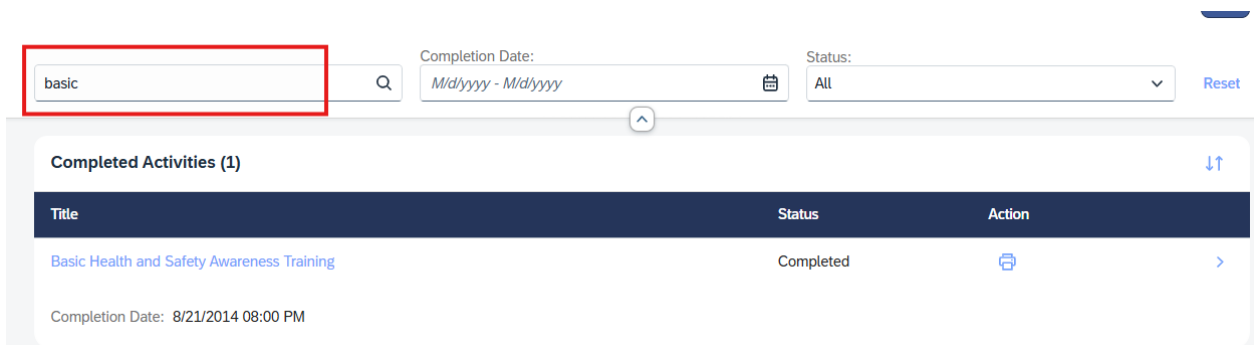 Completion Date:
Status:
basic
M/d/yyyy - M/d/yyyy
All
Reset
Completed Activities (1)
Title
Status
Action
Basic Health and Safety Awareness Training
Completed
Completion Date: 8/21/2014 08:00 PM